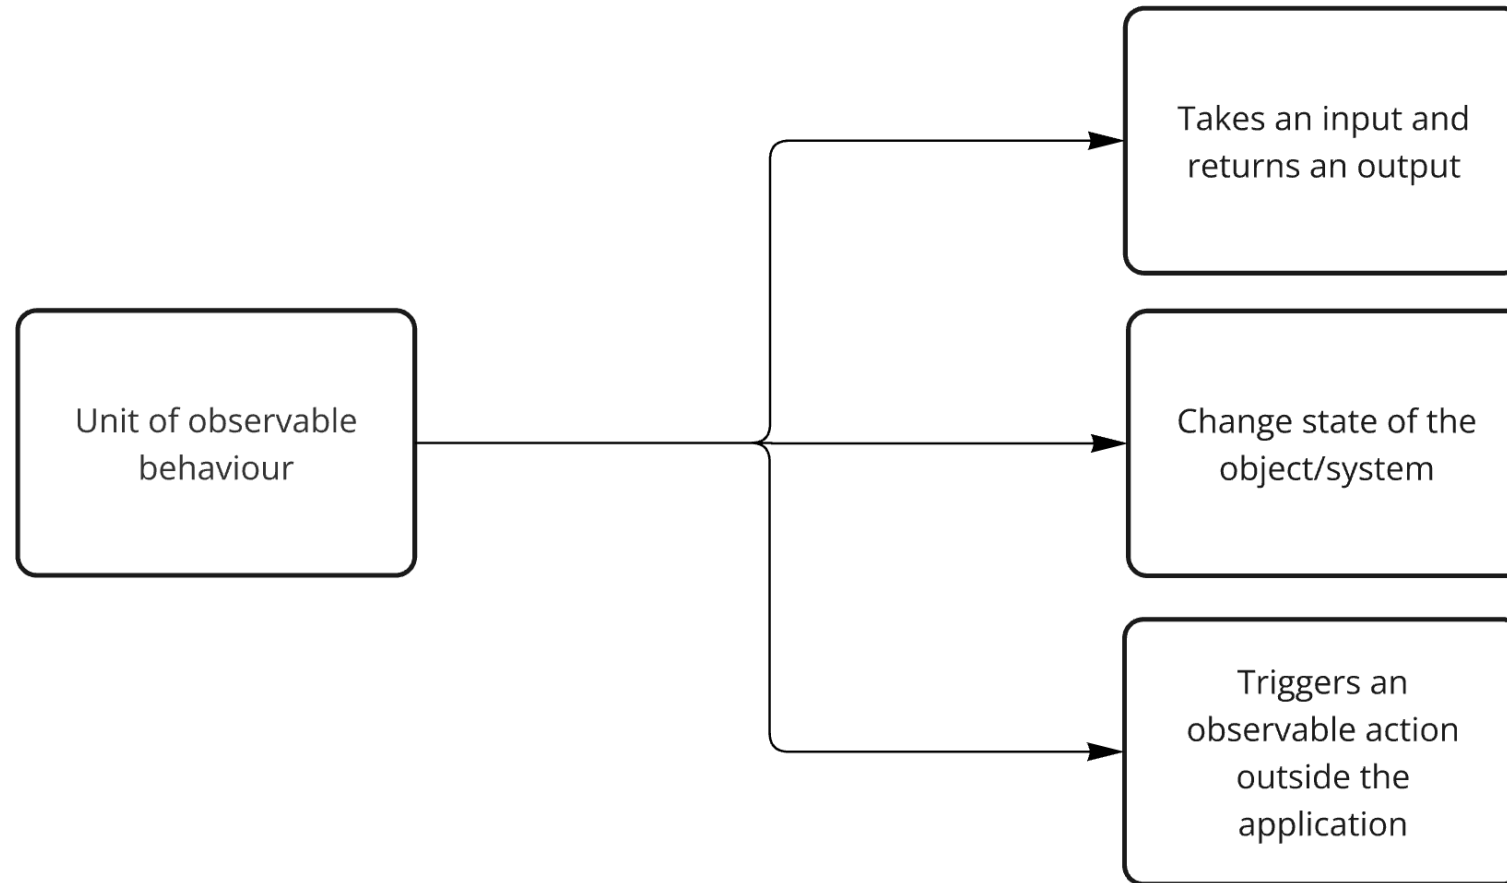 Takes an input and
returns an output
Unit of observable
behaviour
Change state of the
object/system
Triggers an
observable action
outside the
application